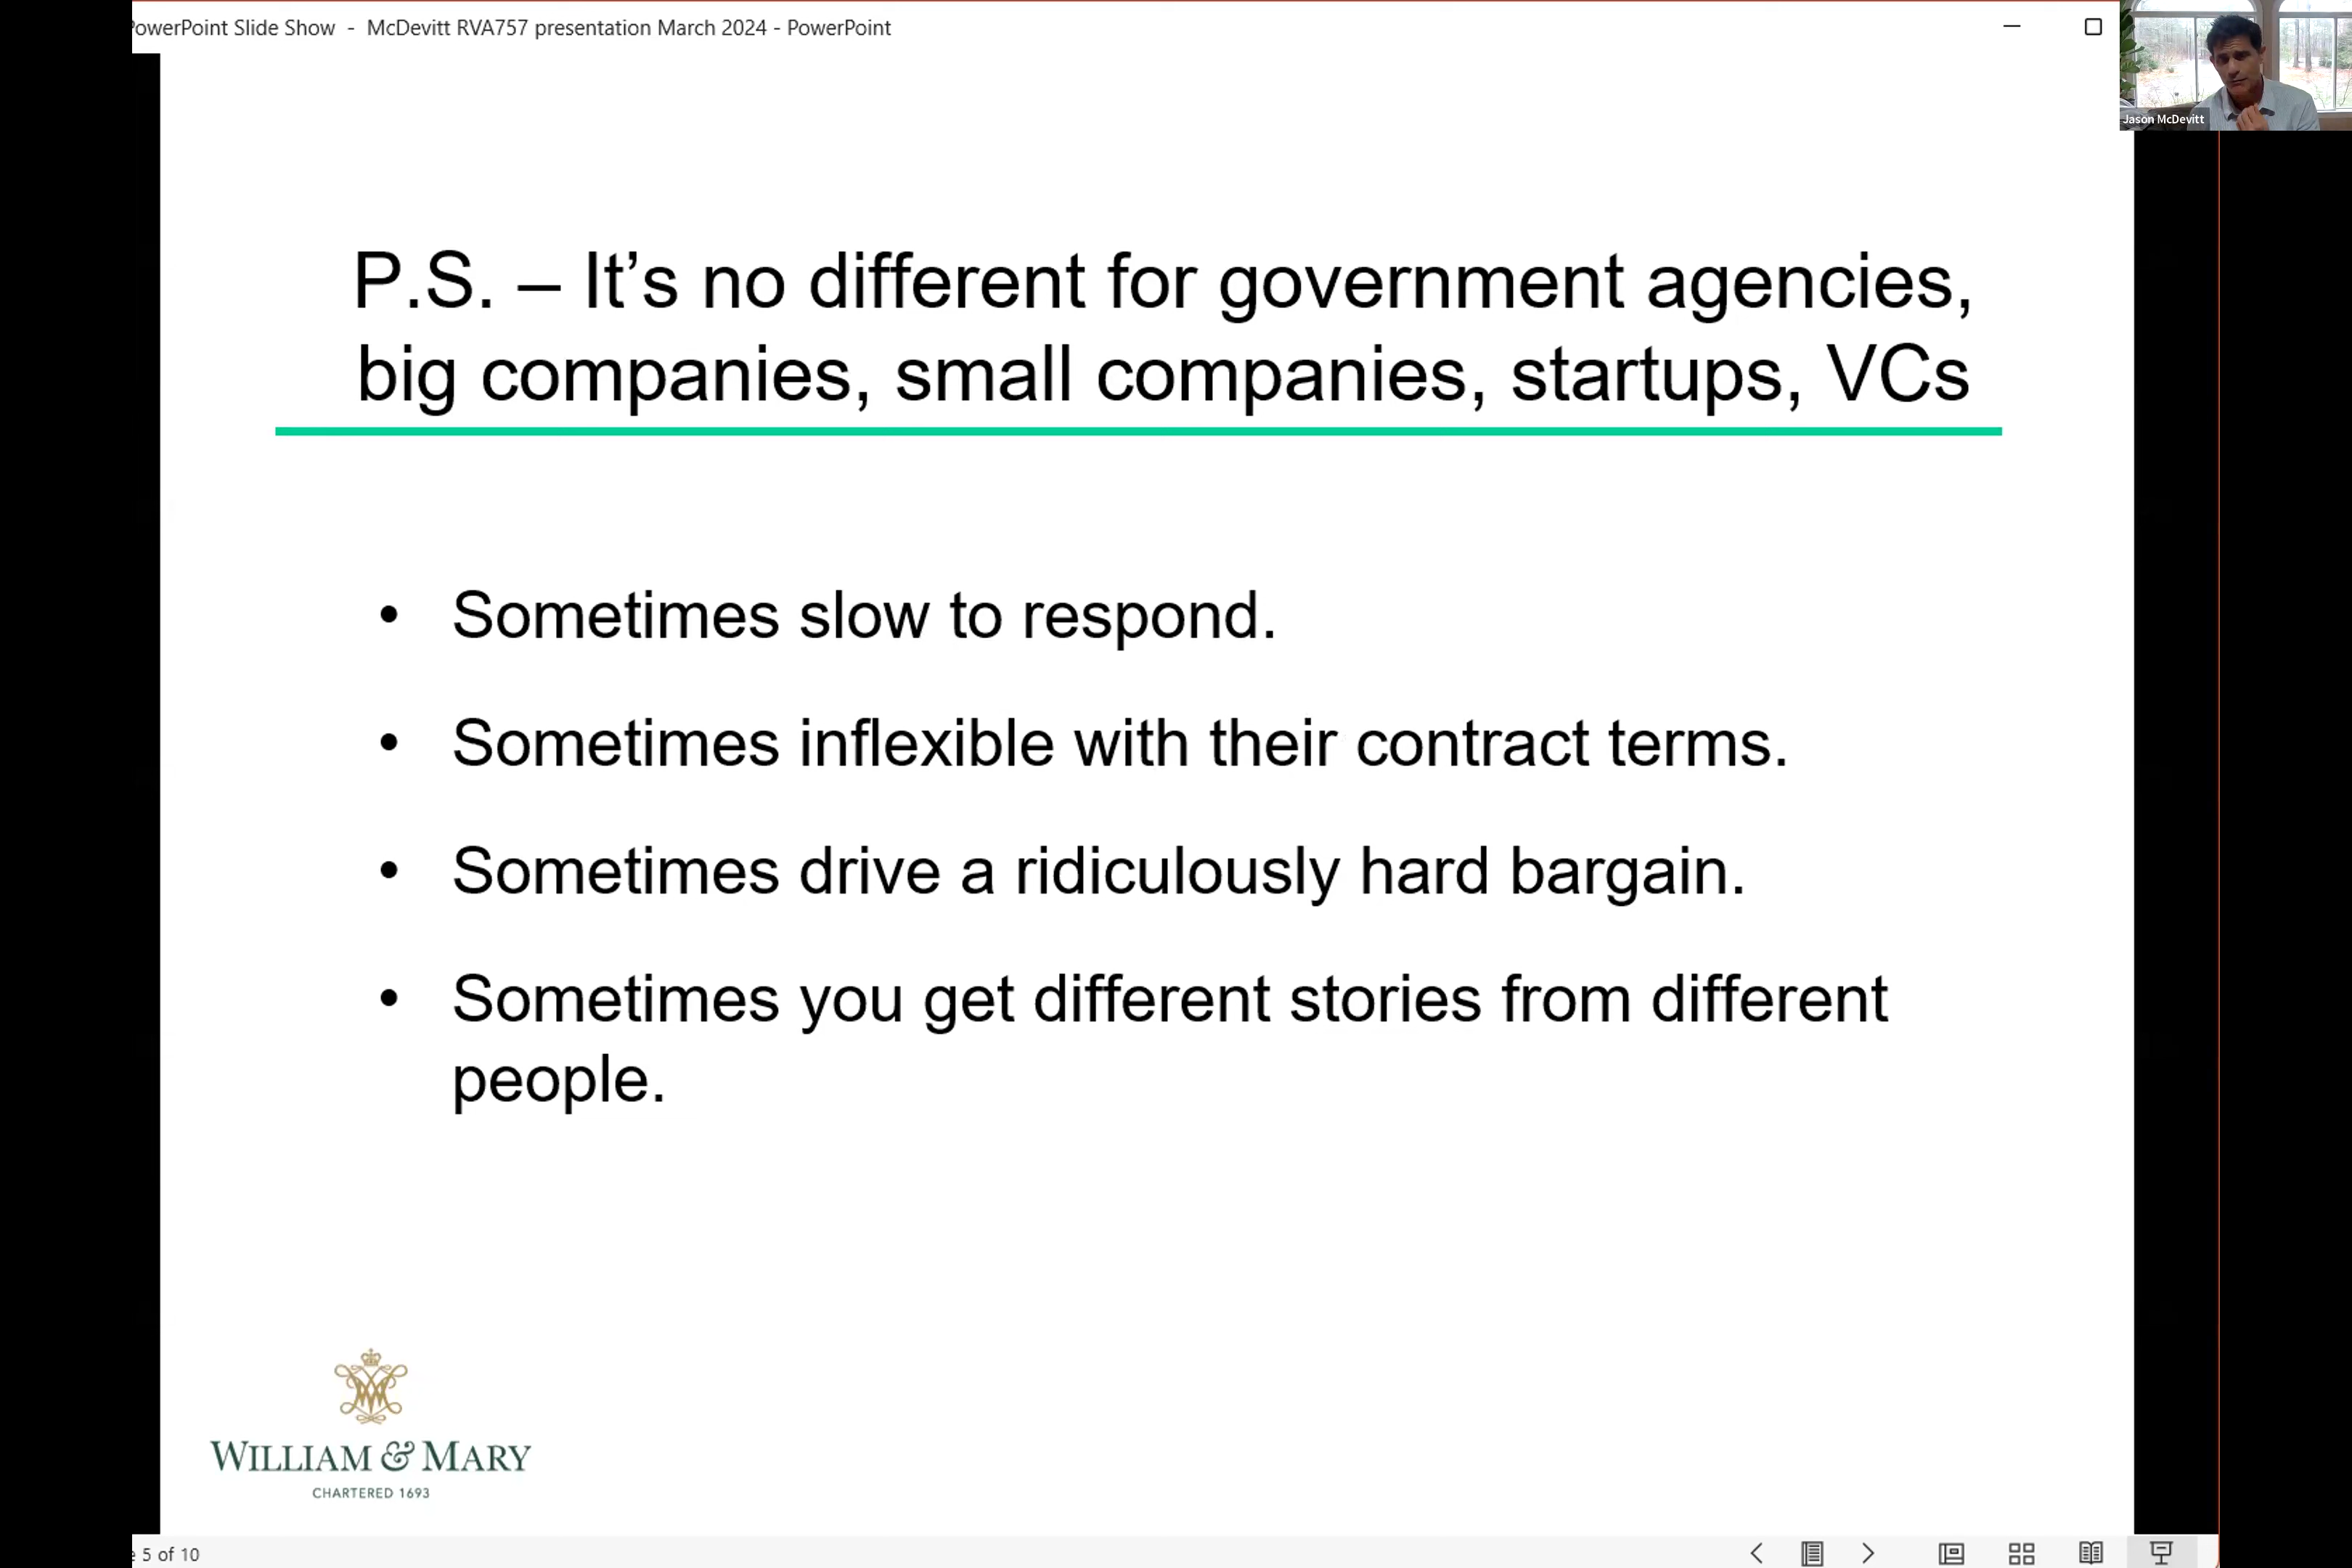 PowerPoint Slide Show - McDevitt RVA757 presentation March 2024 - PowerPoint
Jason McDevitt
P.S. – It’s no different for government agencies,
big companies, small companies, startups, VCs
• Sometimes slow to respond.
• Sometimes inflexible with their contract terms.
• Sometimes drive a ridiculously hard bargain.
• Sometimes you get different stories from different
people.
WILLIAM & MARY
CHARTERED 1693
5 of 10